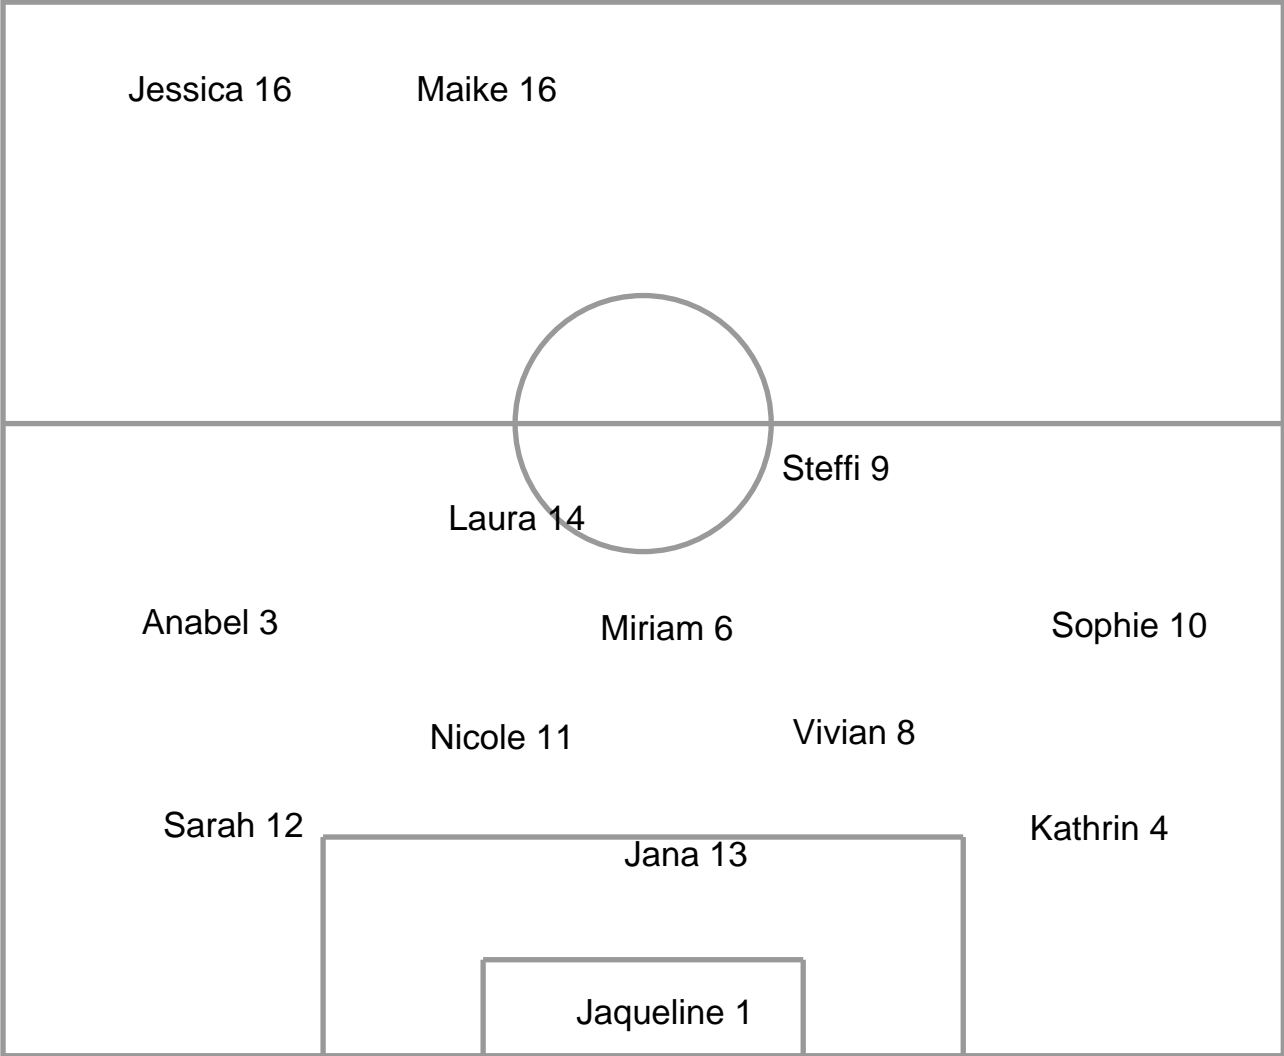 Jessica 16 Maike 16
Steffi 9
Laura 14
Anabel 3 Miriam 6 Sophie 10
Nicole 11 Vivian 8
Sarah 12 Kathrin 4
Jana 13
Jaqueline 1